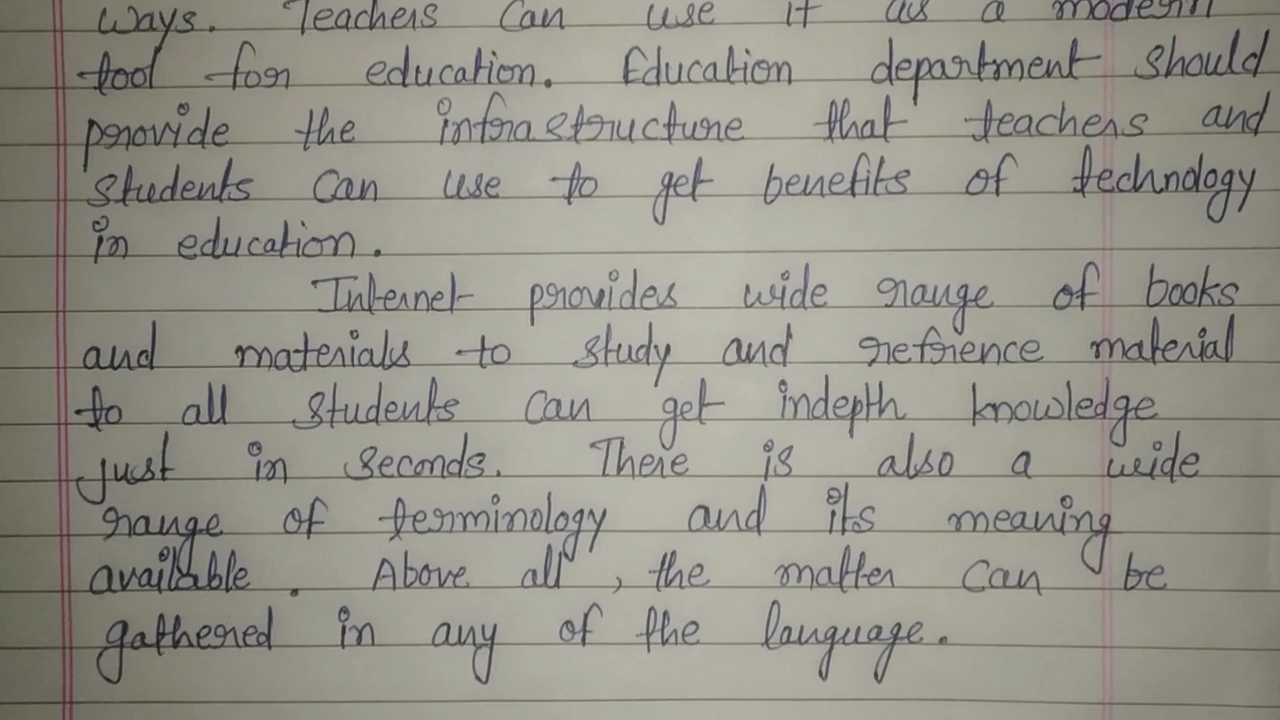 ways. Teachers can use it as a modern
tool for education. Education department should
provide the infrastructure that teachers and
students can use to get benefits of technology
in education.
Internet provides wide range of books
and materials to study and refrence material
to all students can get indepth knowledge
just in seconds. There is also a wide
range of terminology and its meaning
available. Above all, the matter can be
gathered in any of the language.